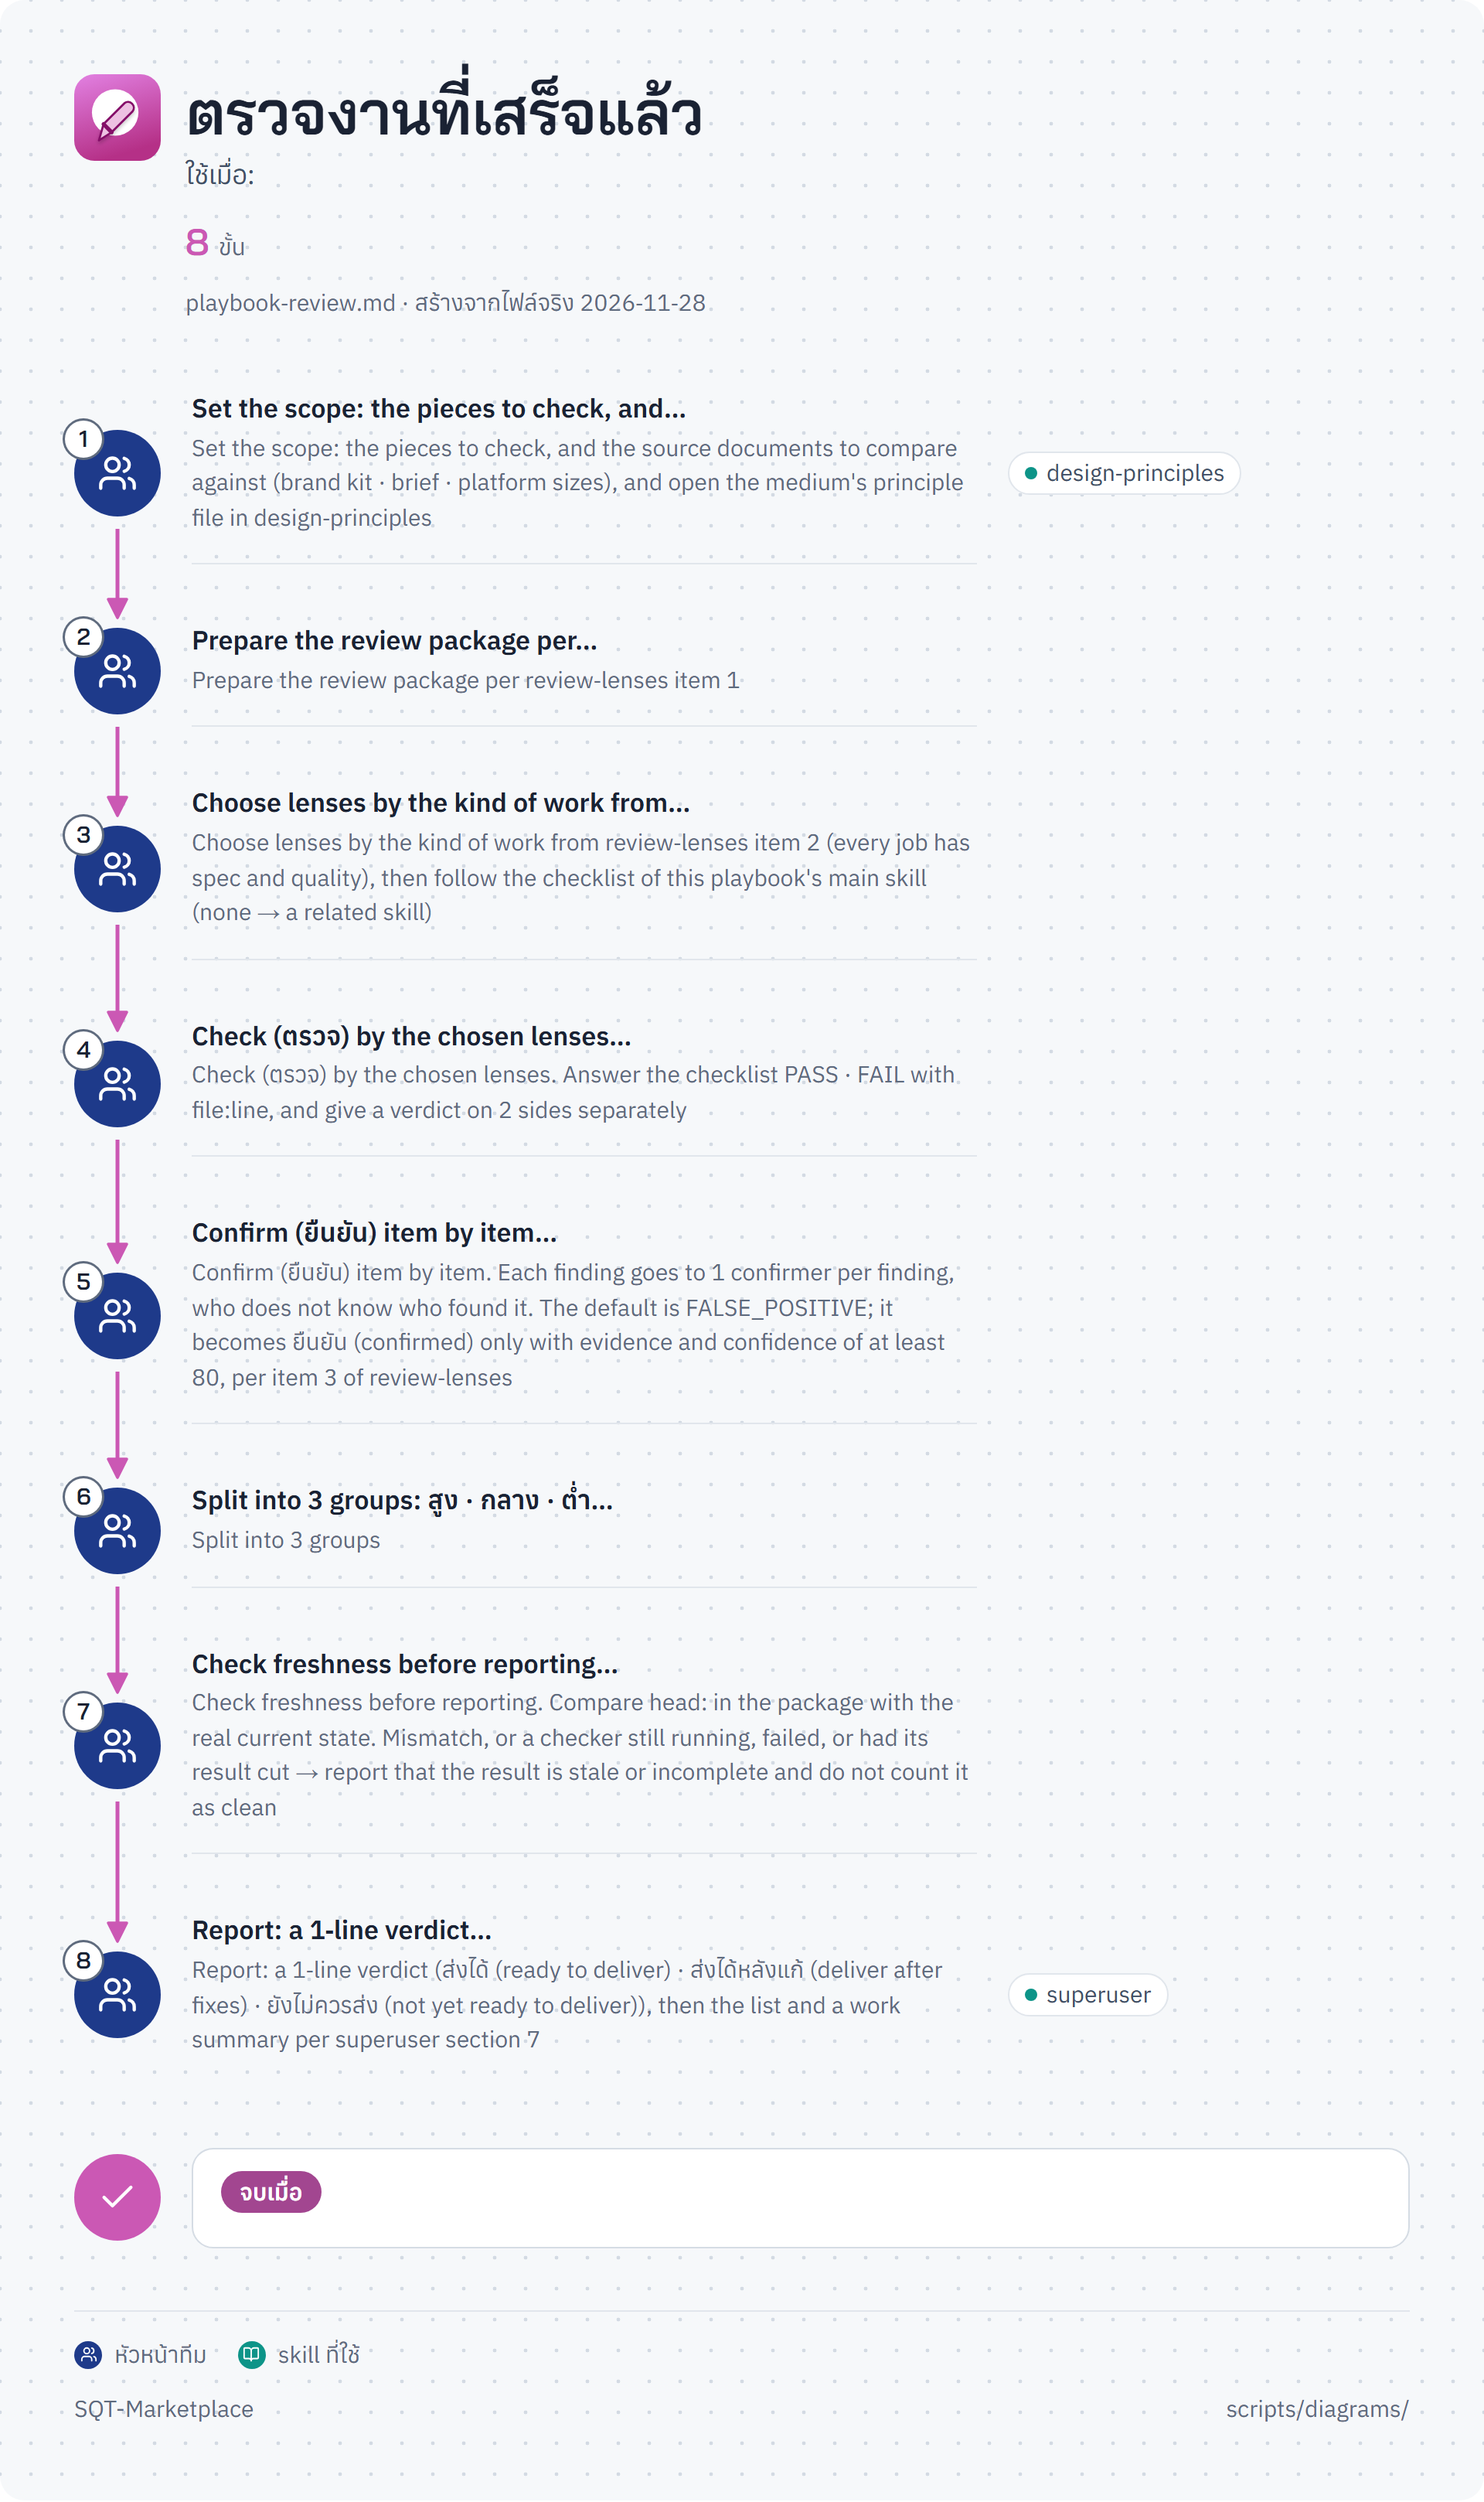 ตรวจงานที่เสร็จแล้ว
ใช้เมื่อ:
8 ขั้น
playbook-review.md · สร้างจากไฟล์จริง 2026-11-28
1
Set the scope: the pieces to check, and...
Set the scope: the pieces to check, and the source documents to compare
against (brand kit · brief · platform sizes), and open the medium's principle
file in design-principles
design-principles
2
Prepare the review package per...
Prepare the review package per review-lenses item 1
3
Choose lenses by the kind of work from...
Choose lenses by the kind of work from review-lenses item 2 (every job has
spec and quality), then follow the checklist of this playbook's main skill
(none → a related skill)
4
Check (ตรวจ) by the chosen lenses...
Check (ตรวจ) by the chosen lenses. Answer the checklist PASS · FAIL with
file:line, and give a verdict on 2 sides separately
5
Confirm (ยืนยัน) item by item...
Confirm (ยืนยัน) item by item. Each finding goes to 1 confirmer per finding,
who does not know who found it. The default is FALSE_POSITIVE; it
becomes ยืนยัน (confirmed) only with evidence and confidence of at least
80, per item 3 of review-lenses
6
Split into 3 groups: สูง · กลาง · ต่ำ...
Split into 3 groups
7
Check freshness before reporting...
Check freshness before reporting. Compare head: in the package with the
real current state. Mismatch, or a checker still running, failed, or had its
result cut → report that the result is stale or incomplete and do not count it
as clean
8
Report: a 1-line verdict...
Report: a 1-line verdict (ส่งได้ (ready to deliver) · ส่งได้หลังแก้ (deliver after
fixes) · ยังไม่ควรส่ง (not yet ready to deliver)), then the list and a work
summary per superuser section 7
superuser
จบเมื่อ
หัวหน้าทีม
skill ที่ใช้
SQT-Marketplace
scripts/diagrams/